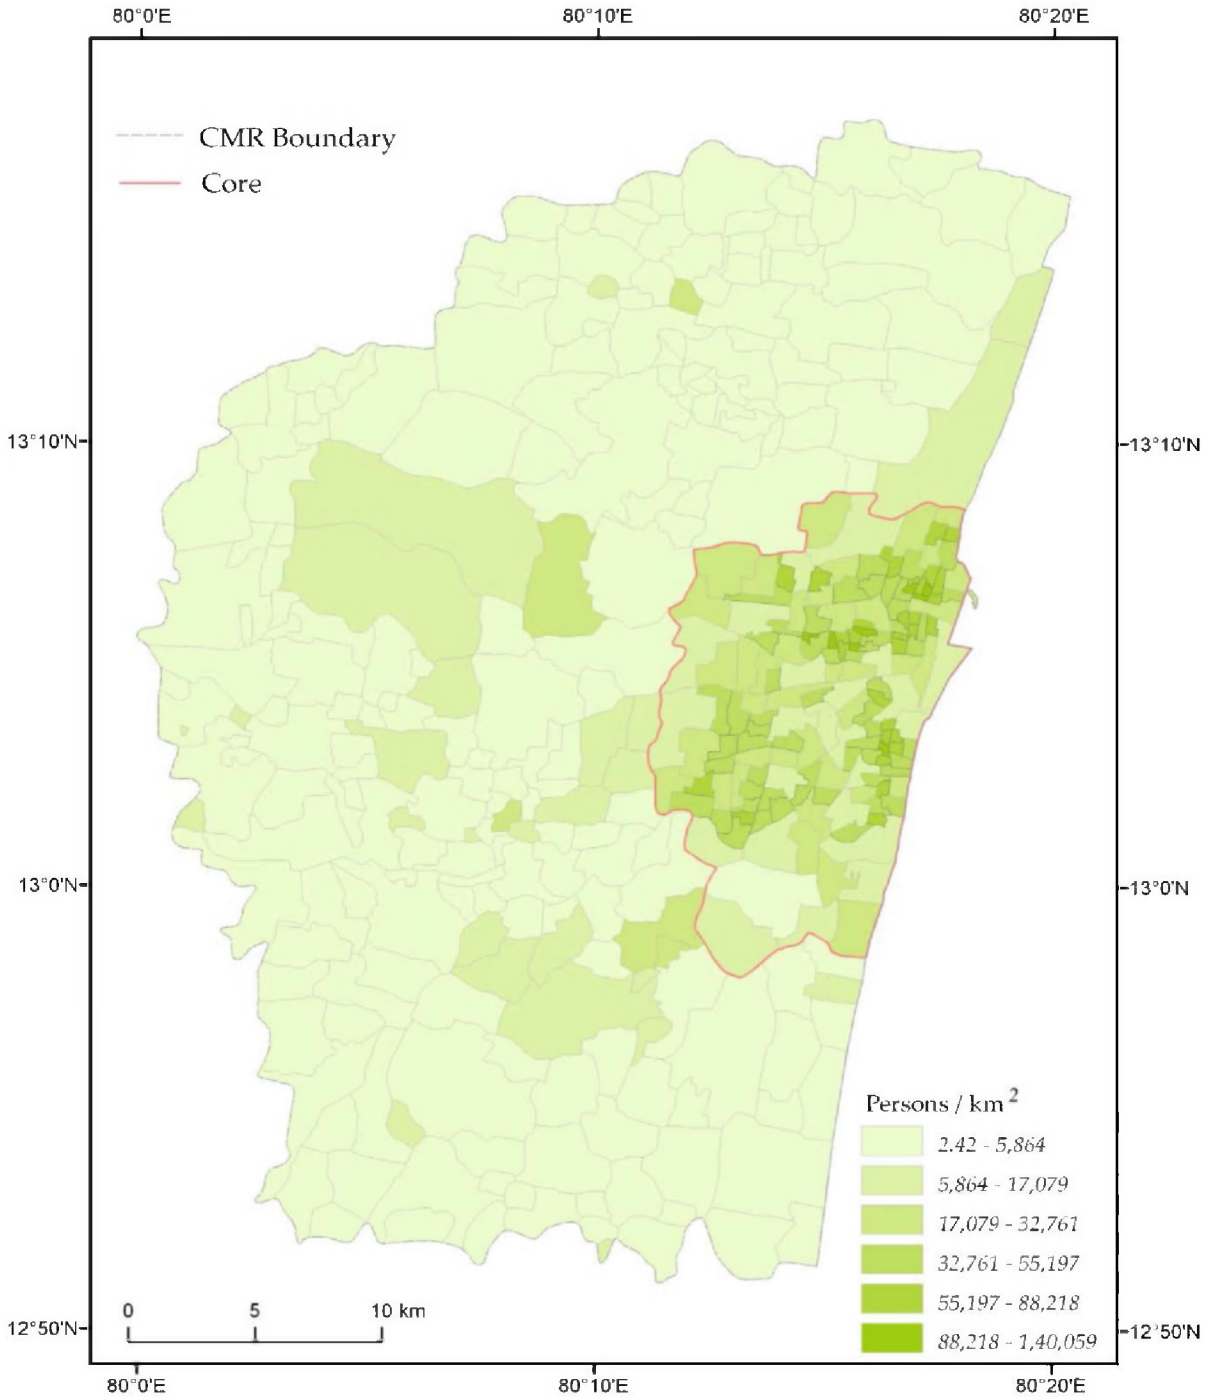 80°0'E 80°10'E 80°20'E
CMR Boundary
Core
13°10'N 13°10'N
13°0'N 13°0'N
Persons / km 2
2.42 - 5,864
5,864 - 17,079
17,079 - 32,761
32,761 - 55,197
55,197 - 88,218
88,218 - 1,40,059
0 5 10 km
12°50'N 12°50'N
80°0'E 80°10'E 80°20'E